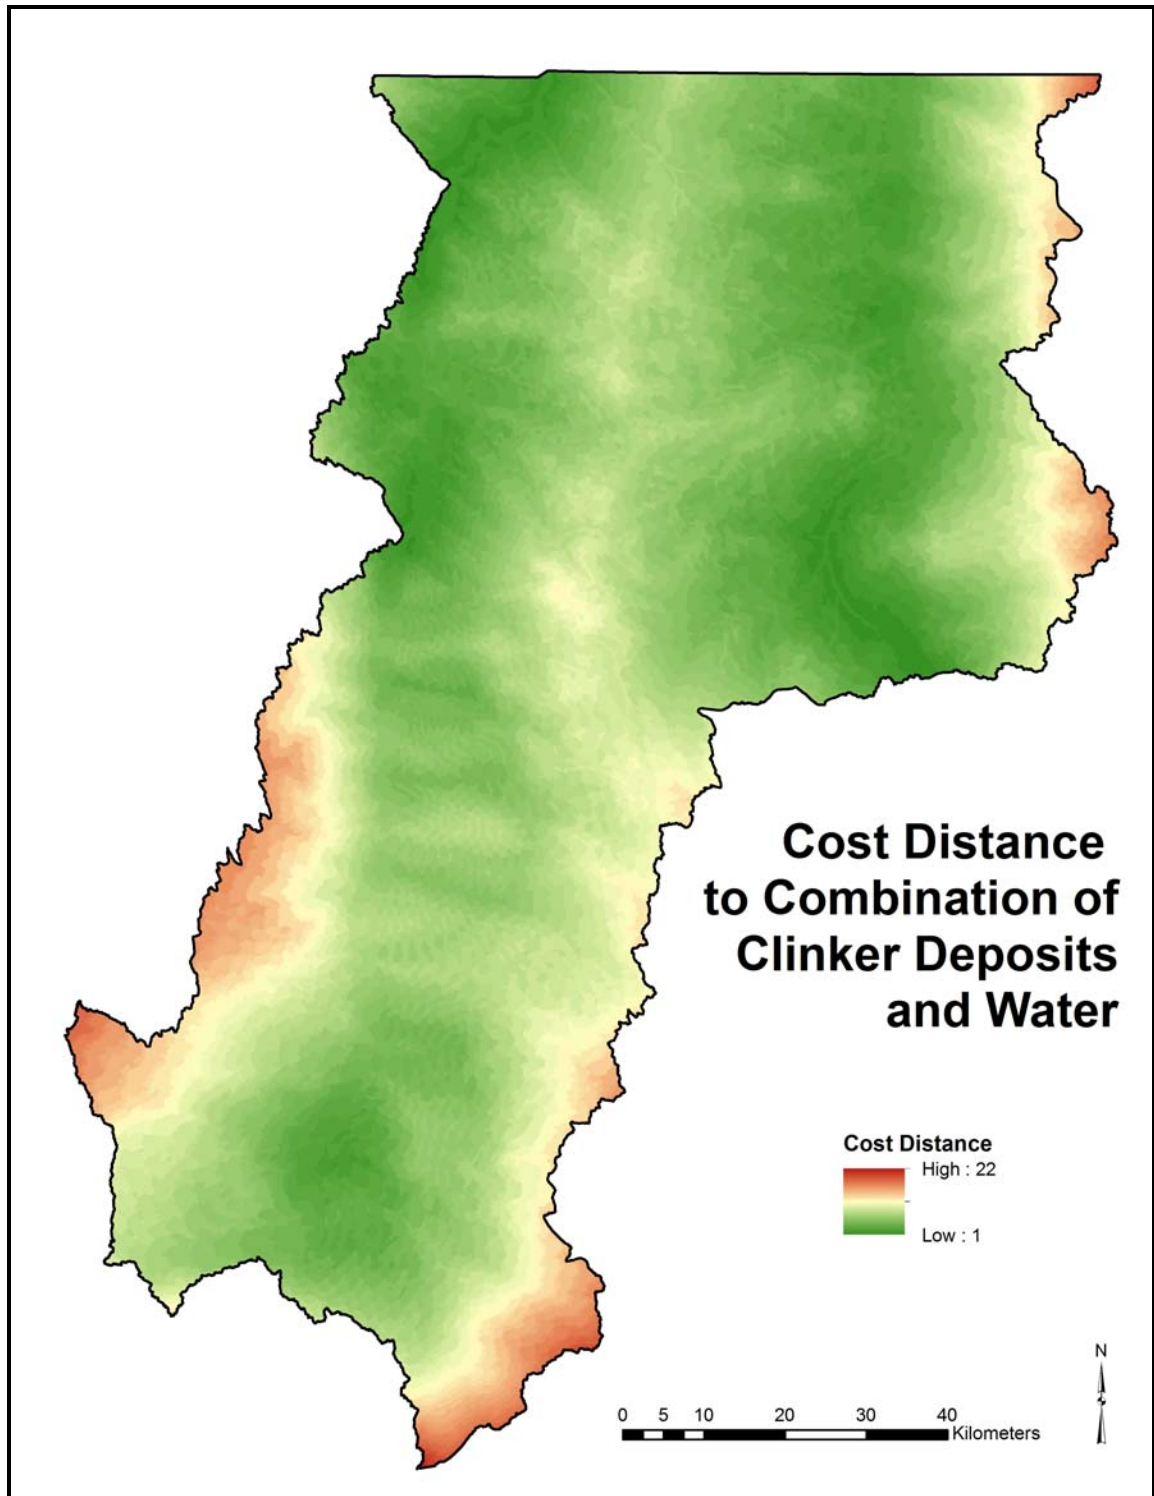 Cost Distance
to Combination of
Clinker Deposits
and Water
Cost Distance
High : 22
Low : 1
N
0 5 10 20 30 40
Kilometers